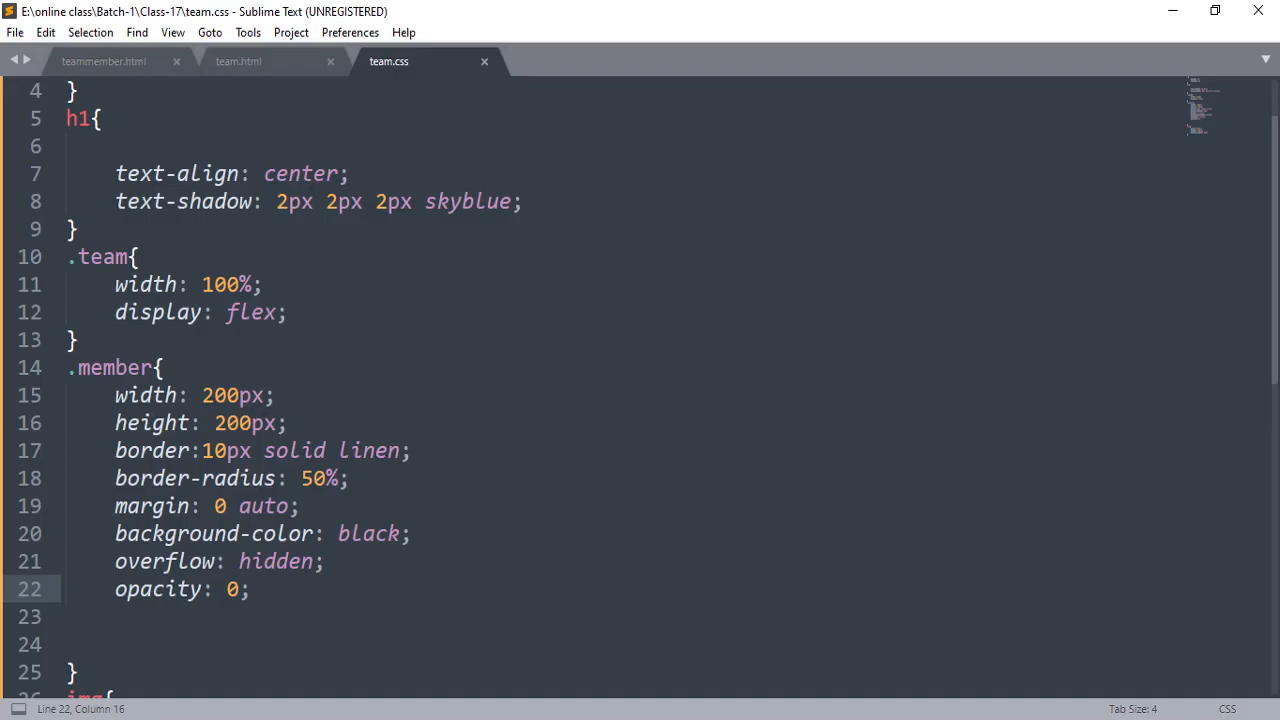 E:\online class\Batch-1\Class-17\team.css - Sublime Text (UNREGISTERED)
File Edit Selection Find View Goto Tools Project Preferences Help
teammember.html team.html team.css
4 }
5 h1{
6
7 text-align: center;
8 text-shadow: 2px 2px 2px skyblue;
9 }
10 .team{
11 width: 100%;
12 display: flex;
13 }
14 .member{
15 width: 200px;
16 height: 200px;
17 border:10px solid linen;
18 border-radius: 50%;
19 margin: 0 auto;
20 background-color: black;
21 overflow: hidden;
22 opacity: 0;
23
24
25 }
26 img{
Line 22, Column 16 Tab Size: 4 CSS